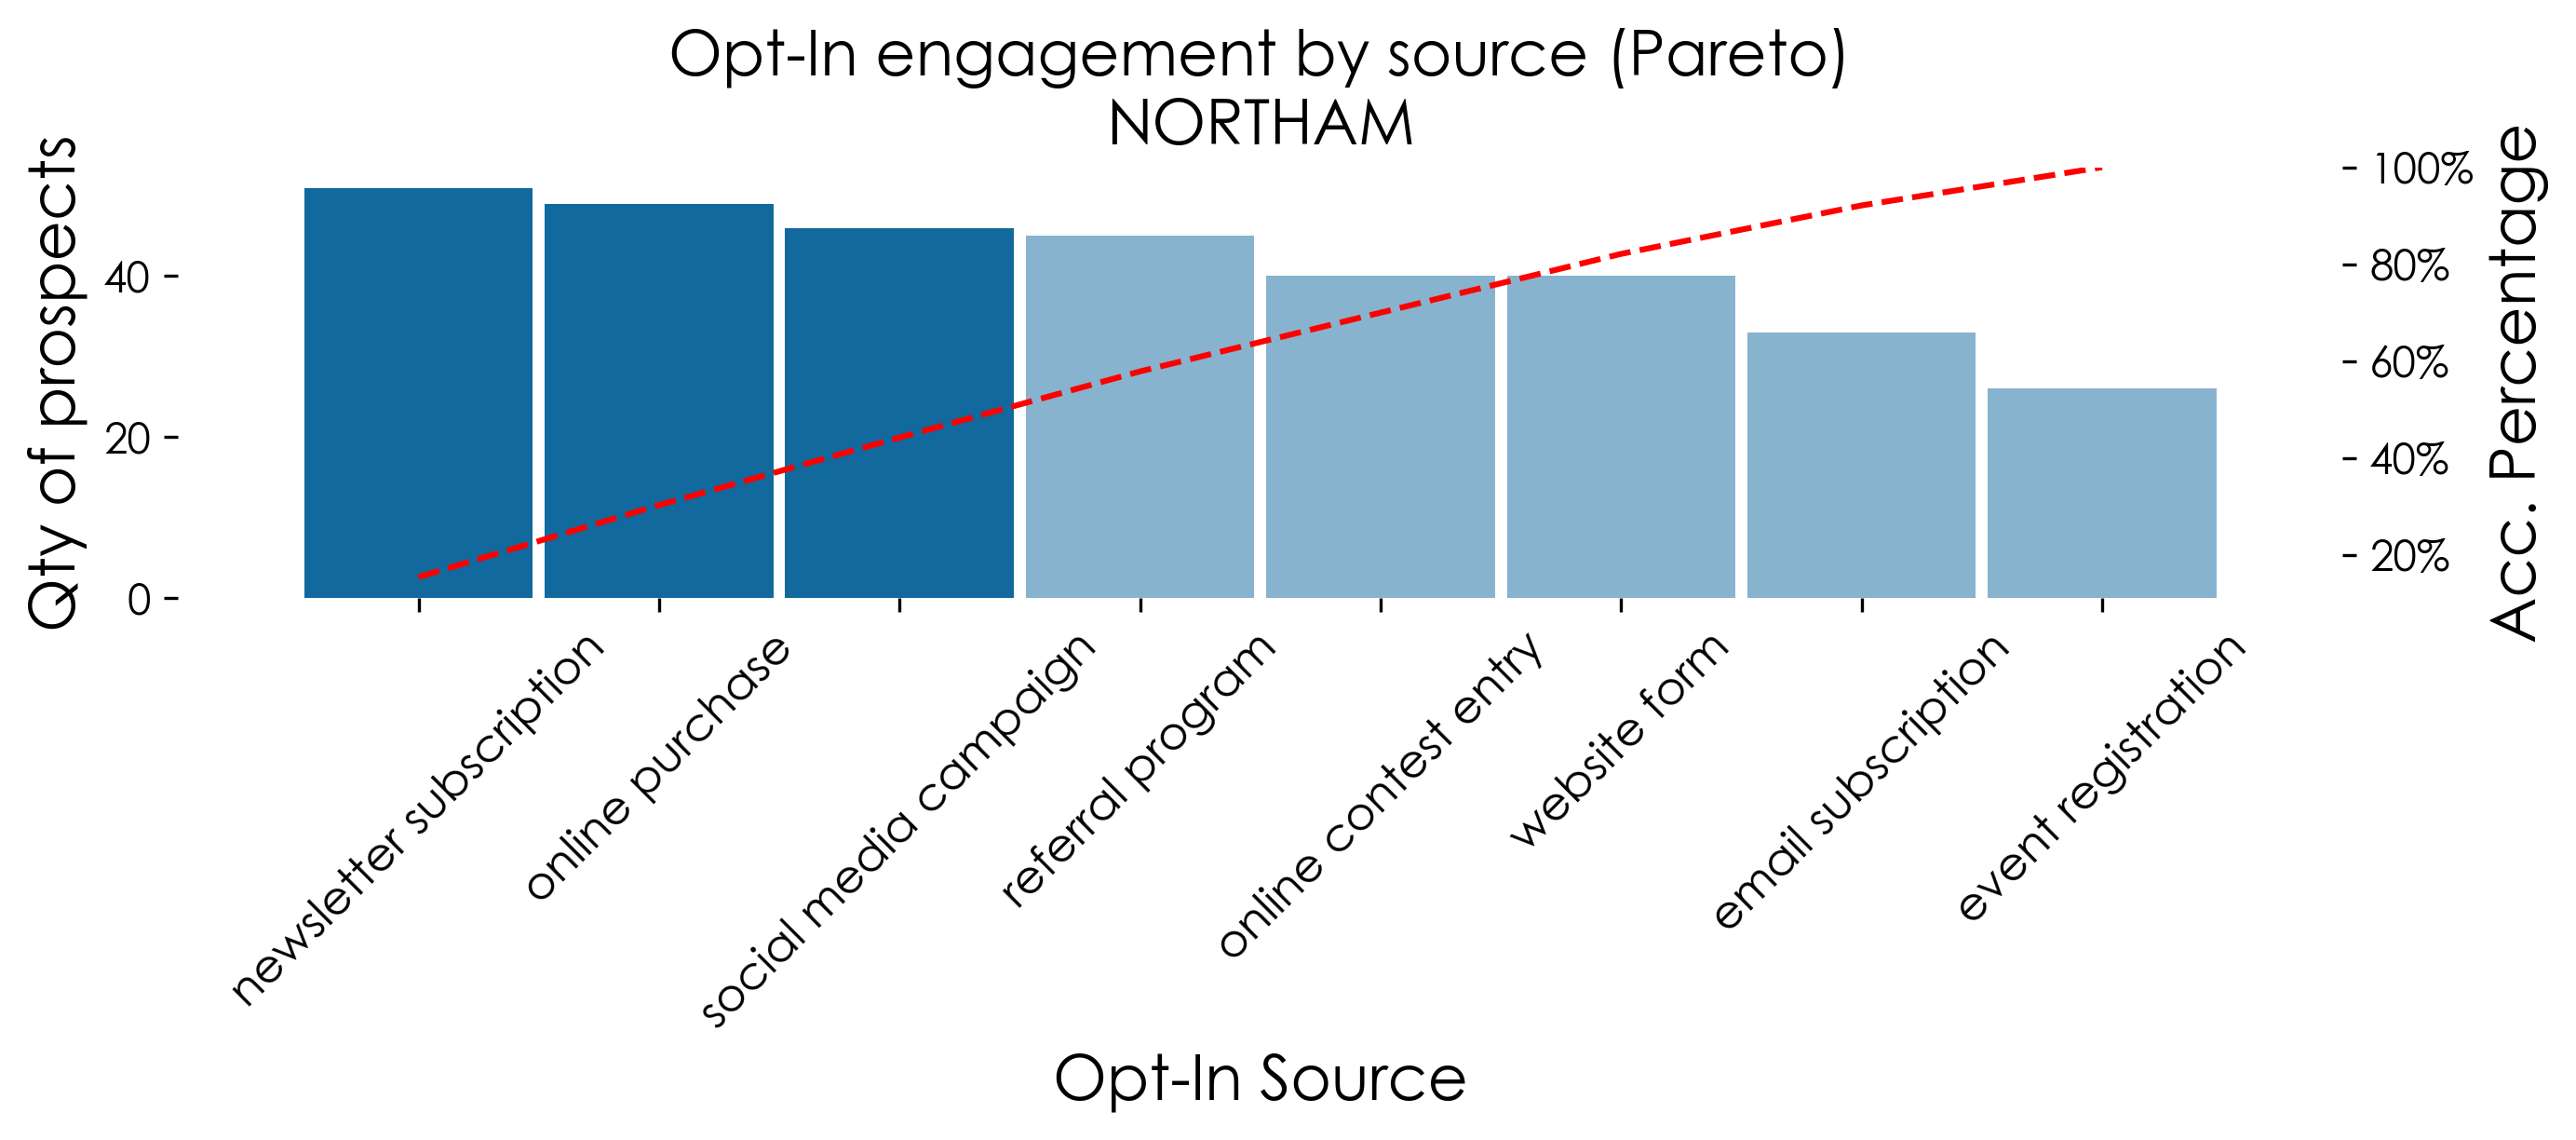 Opt-In engagement by source (Pareto)
NORTHAM
Qty of prospects
40
20
0
100%
80%
60%
40%
20%
Acc. Percentage
newsletter subscription
online purchase
social media campaign
referral program
online contest entry
website form
email subscription
event registration
Opt-In Source